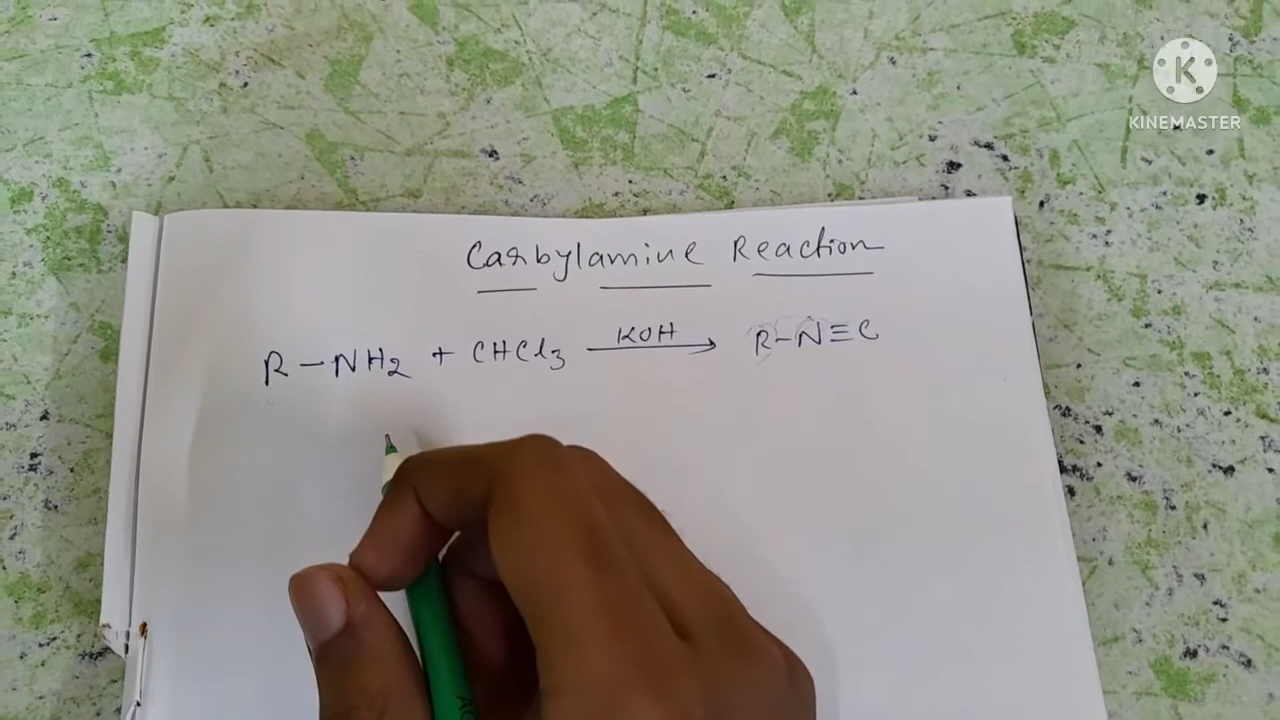 K
KINEMASTER
Carbylamine Reaction
R-NH2 + CHCl3 KOH→ R-N≡C